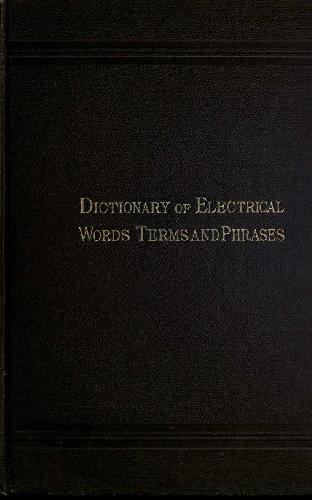 DICTIONARY OF ELECTRICAL
WORDS TERMS AND PHRASES